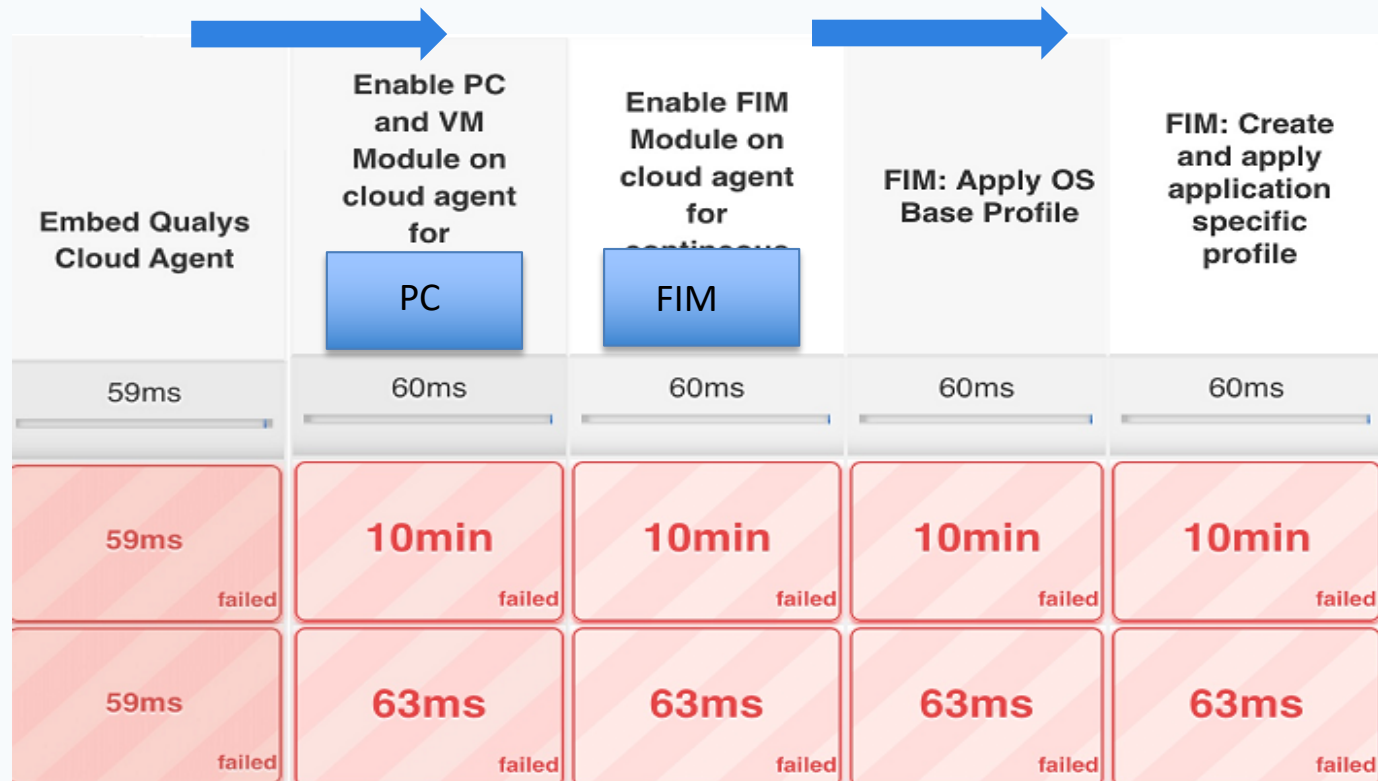 Embed Qualys
Cloud Agent
Enable PC
and VM
Module on
cloud agent
for
PC
Enable FIM
Module on
cloud agent
for
FIM
FIM: Apply OS
Base Profile
FIM: Create
and apply
application
specific
profile
59ms
60ms
60ms
60ms
60ms
59ms
failed
10min
failed
10min
failed
10min
failed
10min
failed
59ms
failed
63ms
failed
63ms
failed
63ms
failed
63ms
failed